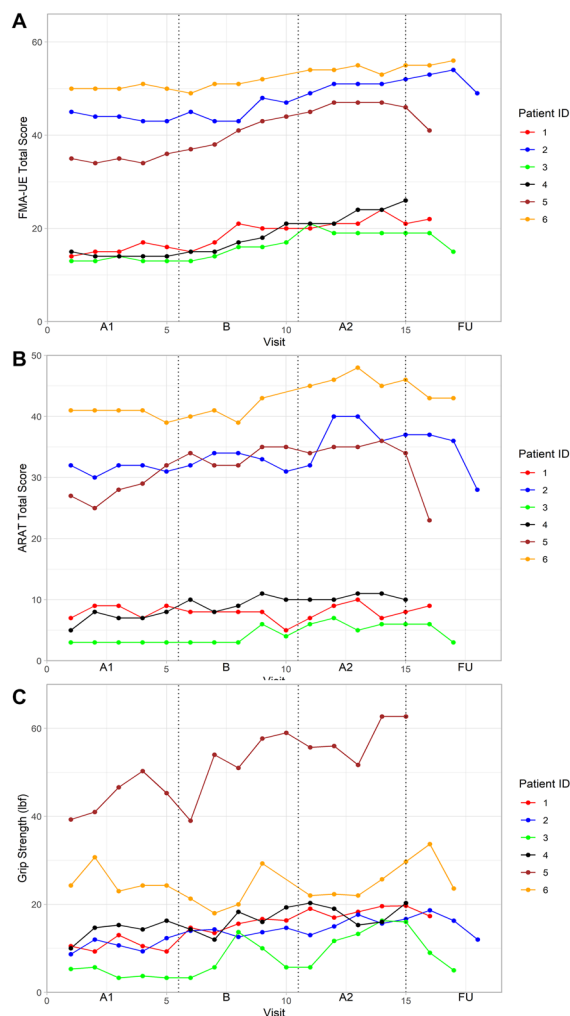 A
60
40
20
0
FMA-UE Total Score
0 5 10 15
A1 B A2 FU
Visit
Patient ID
1
2
3
4
5
6
B
50
40
30
20
10
0
ARAT Total Score
0 5 10 15
A1 B A2 FU
Visit
Patient ID
1
2
3
4
5
6
C
60
40
20
0
Grip Strength (lbf)
0 5 10 15
A1 B A2 FU
Visit
Patient ID
1
2
3
4
5
6